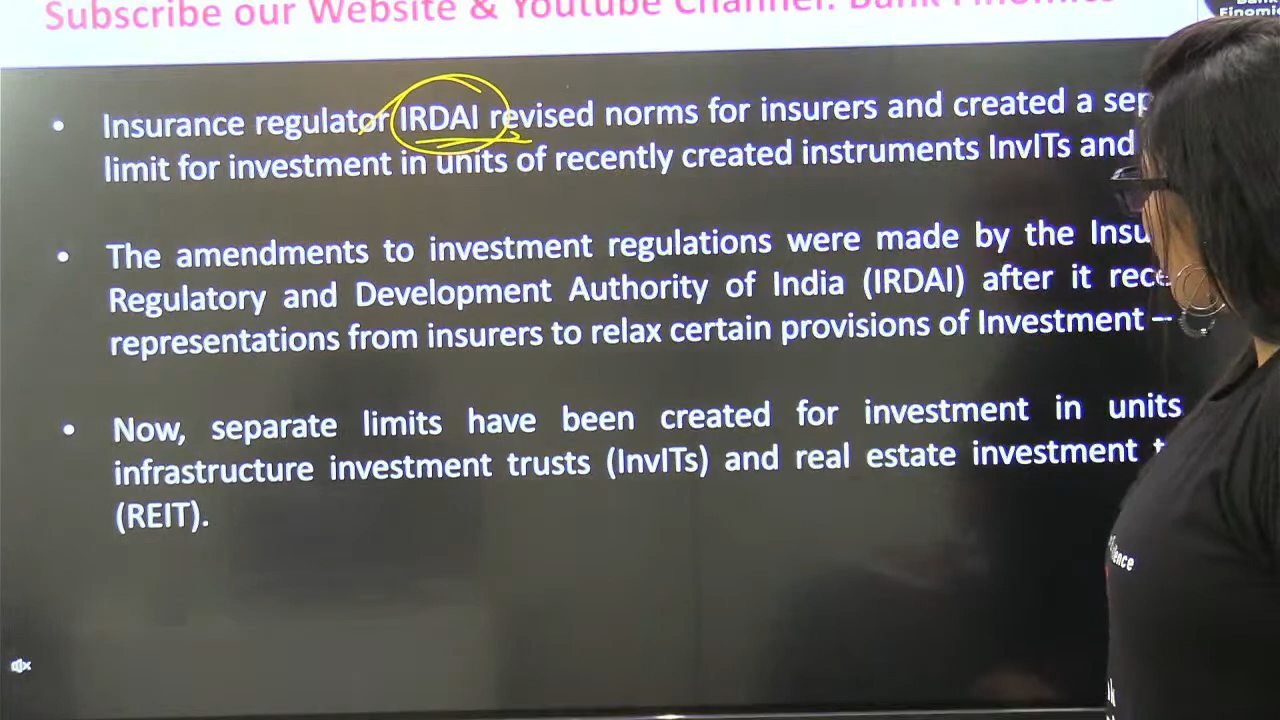 Subscribe our Website & Youtube Channel: Bank Finomics
Bank
Finomi
• Insurance regulator IRDAI revised norms for insurers and created a sep
limit for investment in units of recently created instruments InvITs and
• The amendments to investment regulations were made by the Insu
Regulatory and Development Authority of India (IRDAI) after it rece
representations from insurers to relax certain provisions of Investment –
• Now, separate limits have been created for investment in units
infrastructure investment trusts (InvITs) and real estate investment t
(REIT).